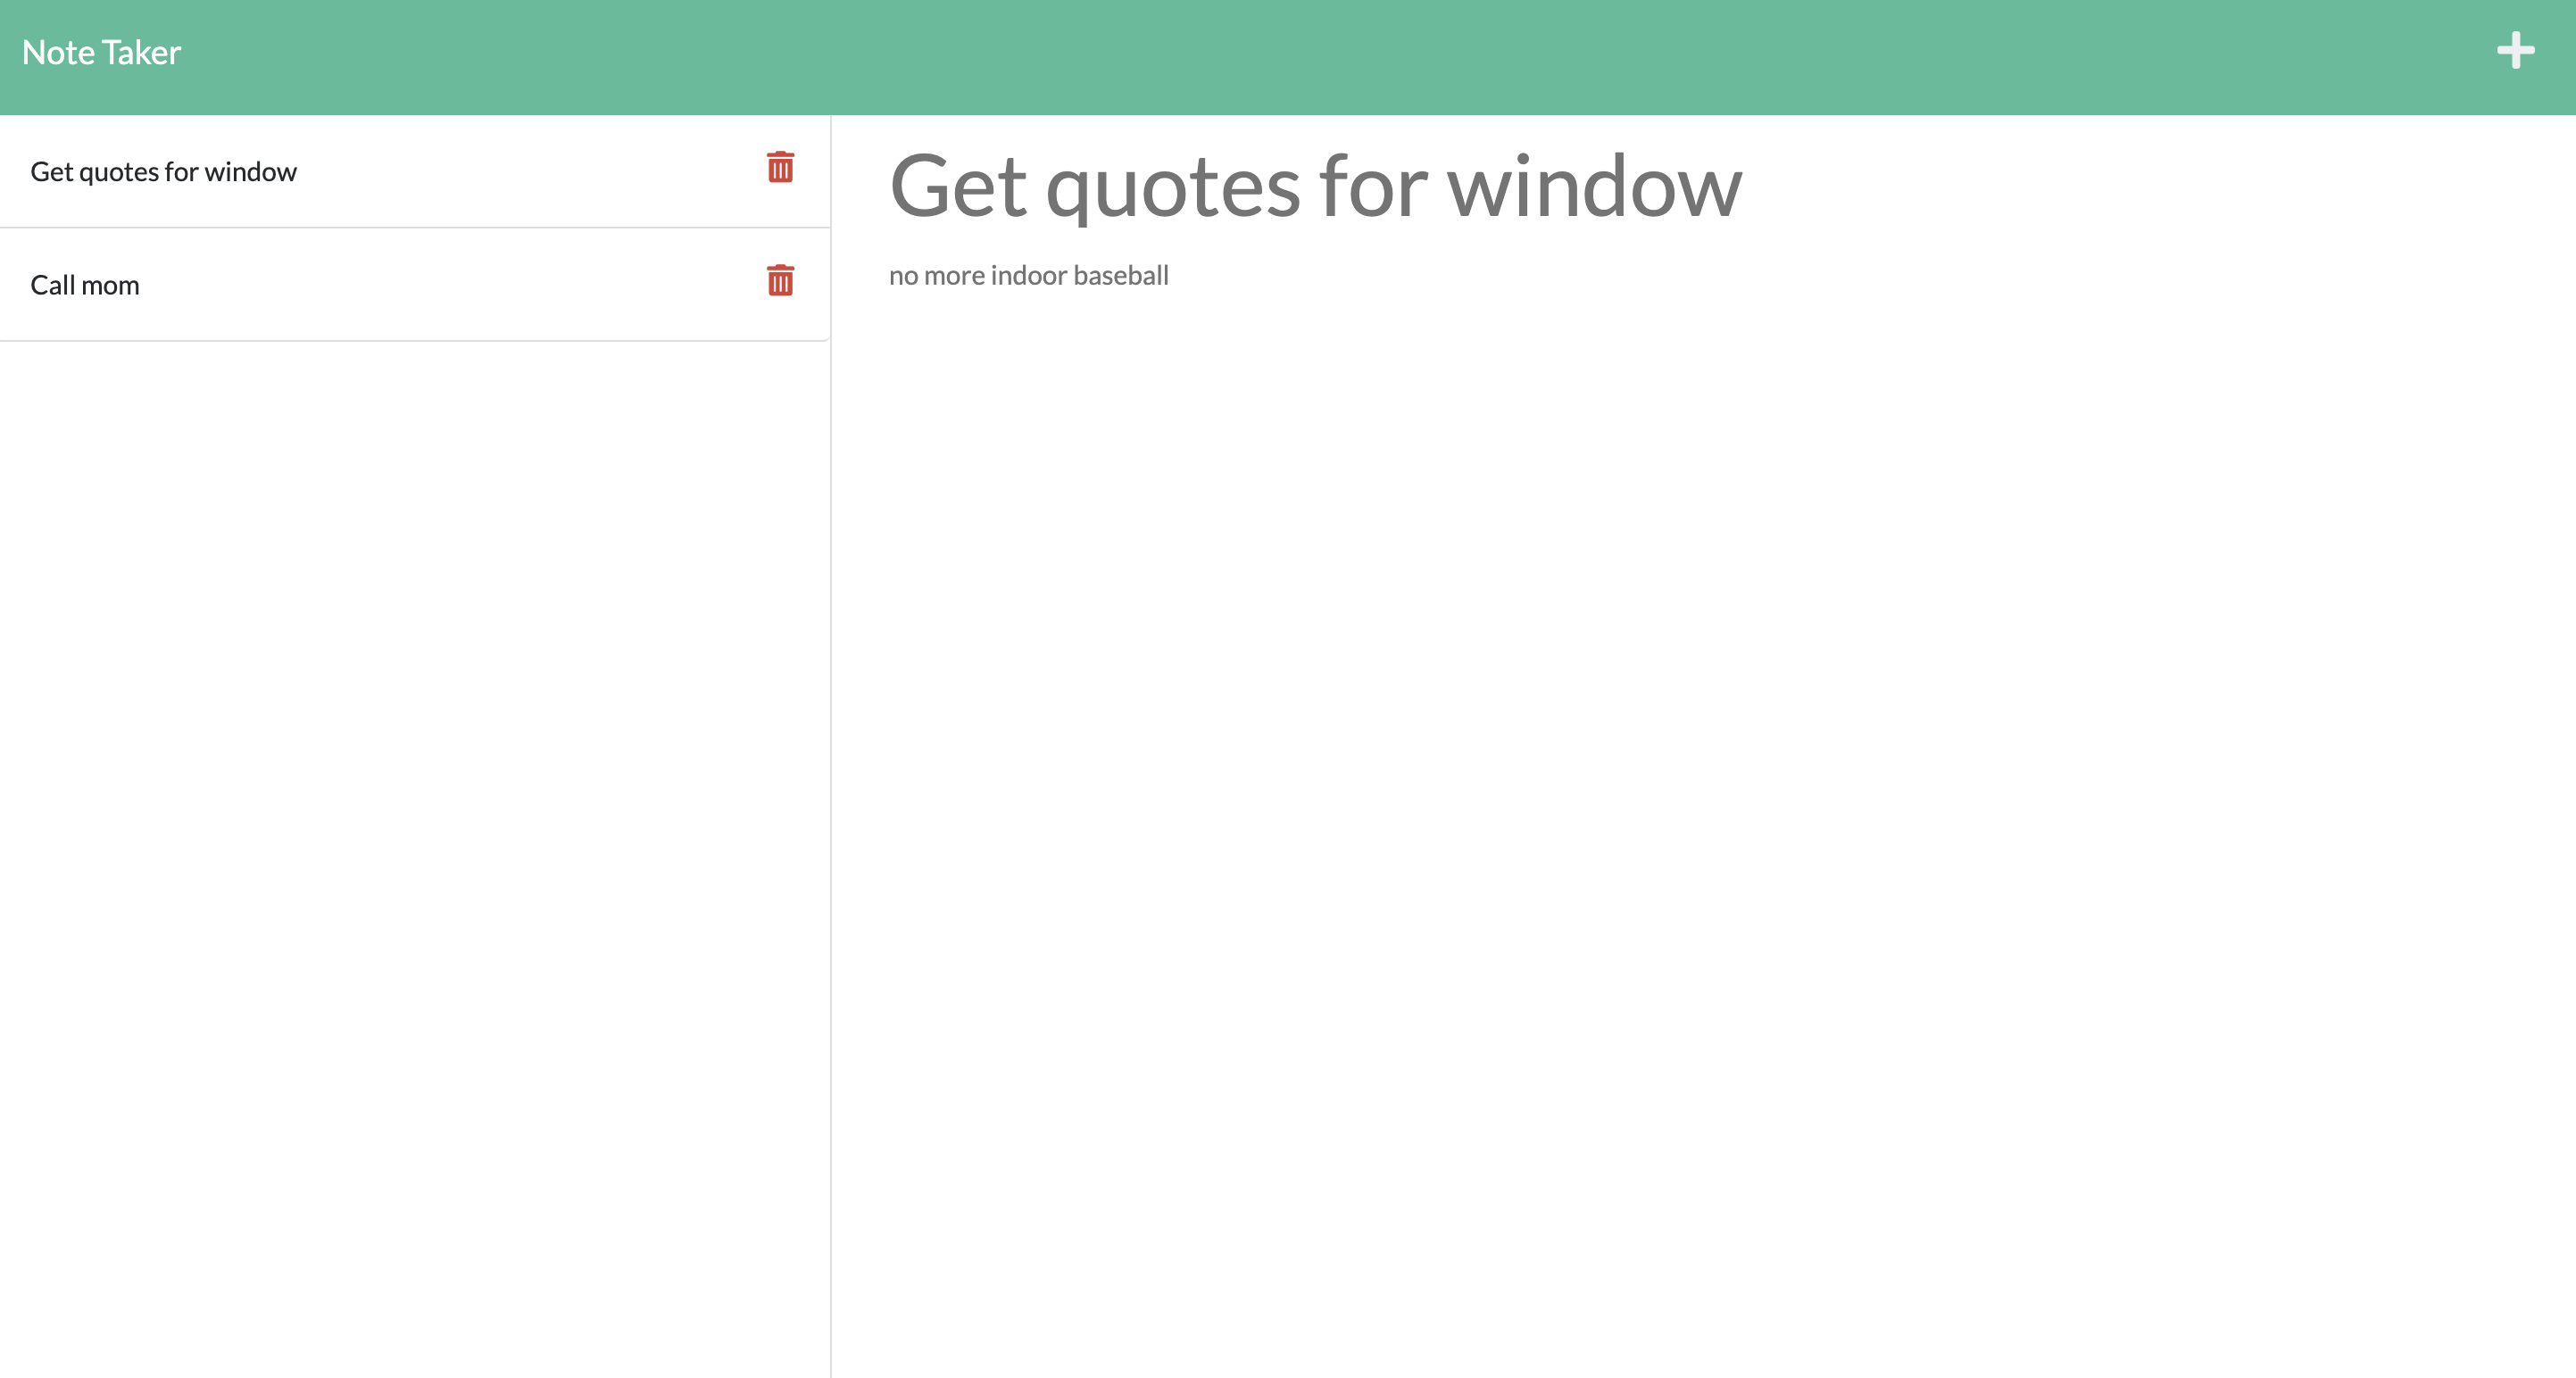 Note Taker
Get quotes for window
Call mom
Get quotes for window
no more indoor baseball